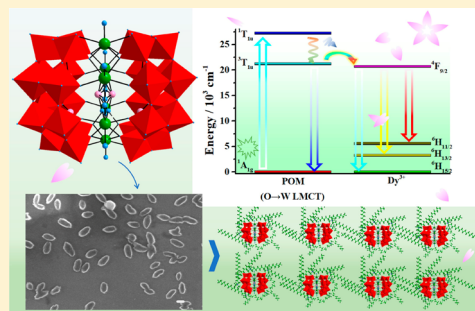 Energy / 10³ cm⁻¹
25
20
15
10
5
0
¹T₁ᵤ
³T₁ᵤ
¹A₁g
⁴F₉/₂
⁶H₁₁/₂
⁶H₁₃/₂
⁶H₁₅/₂
POM
Dy³⁺
(O→W LMCT)